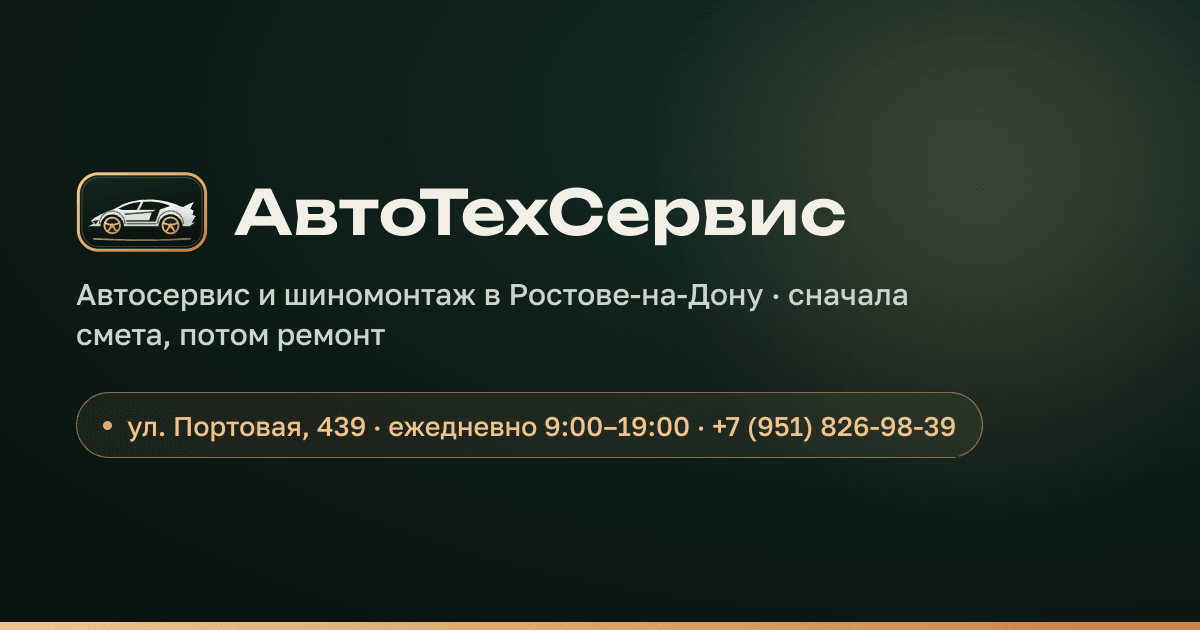 АвтоТехСервис
Автосервис и шиномонтаж в Ростове-на-Дону · сначала
смета, потом ремонт
• ул. Портовая, 439 · ежедневно 9:00–19:00 · +7 (951) 826-98-39